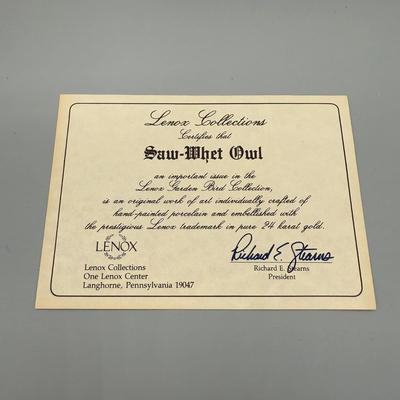 Lenox Collections
Certifies that
Saw-Whet Owl
an important issue in the
Lenox Garden Bird Collection,
is an original work of art individually crafted of
hand-painted porcelain and embellished with
the prestigious Lenox trademark in pure 24 karat gold.
LENOX
Lenox Collections
One Lenox Center
Langhorne, Pennsylvania 19047
Richard E. Stearns
Richard E. Stearns
President